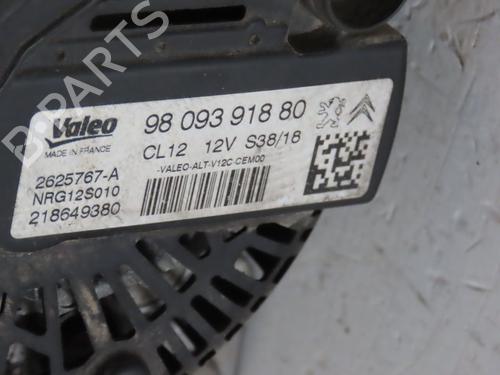 Valeo
MADE IN FRANCE
98 093 918 80
CL12 12V S38/18
-VALEO-ALT-V12C-CEM00
2625767-A
NRG12S010
218649380
B-PARTS